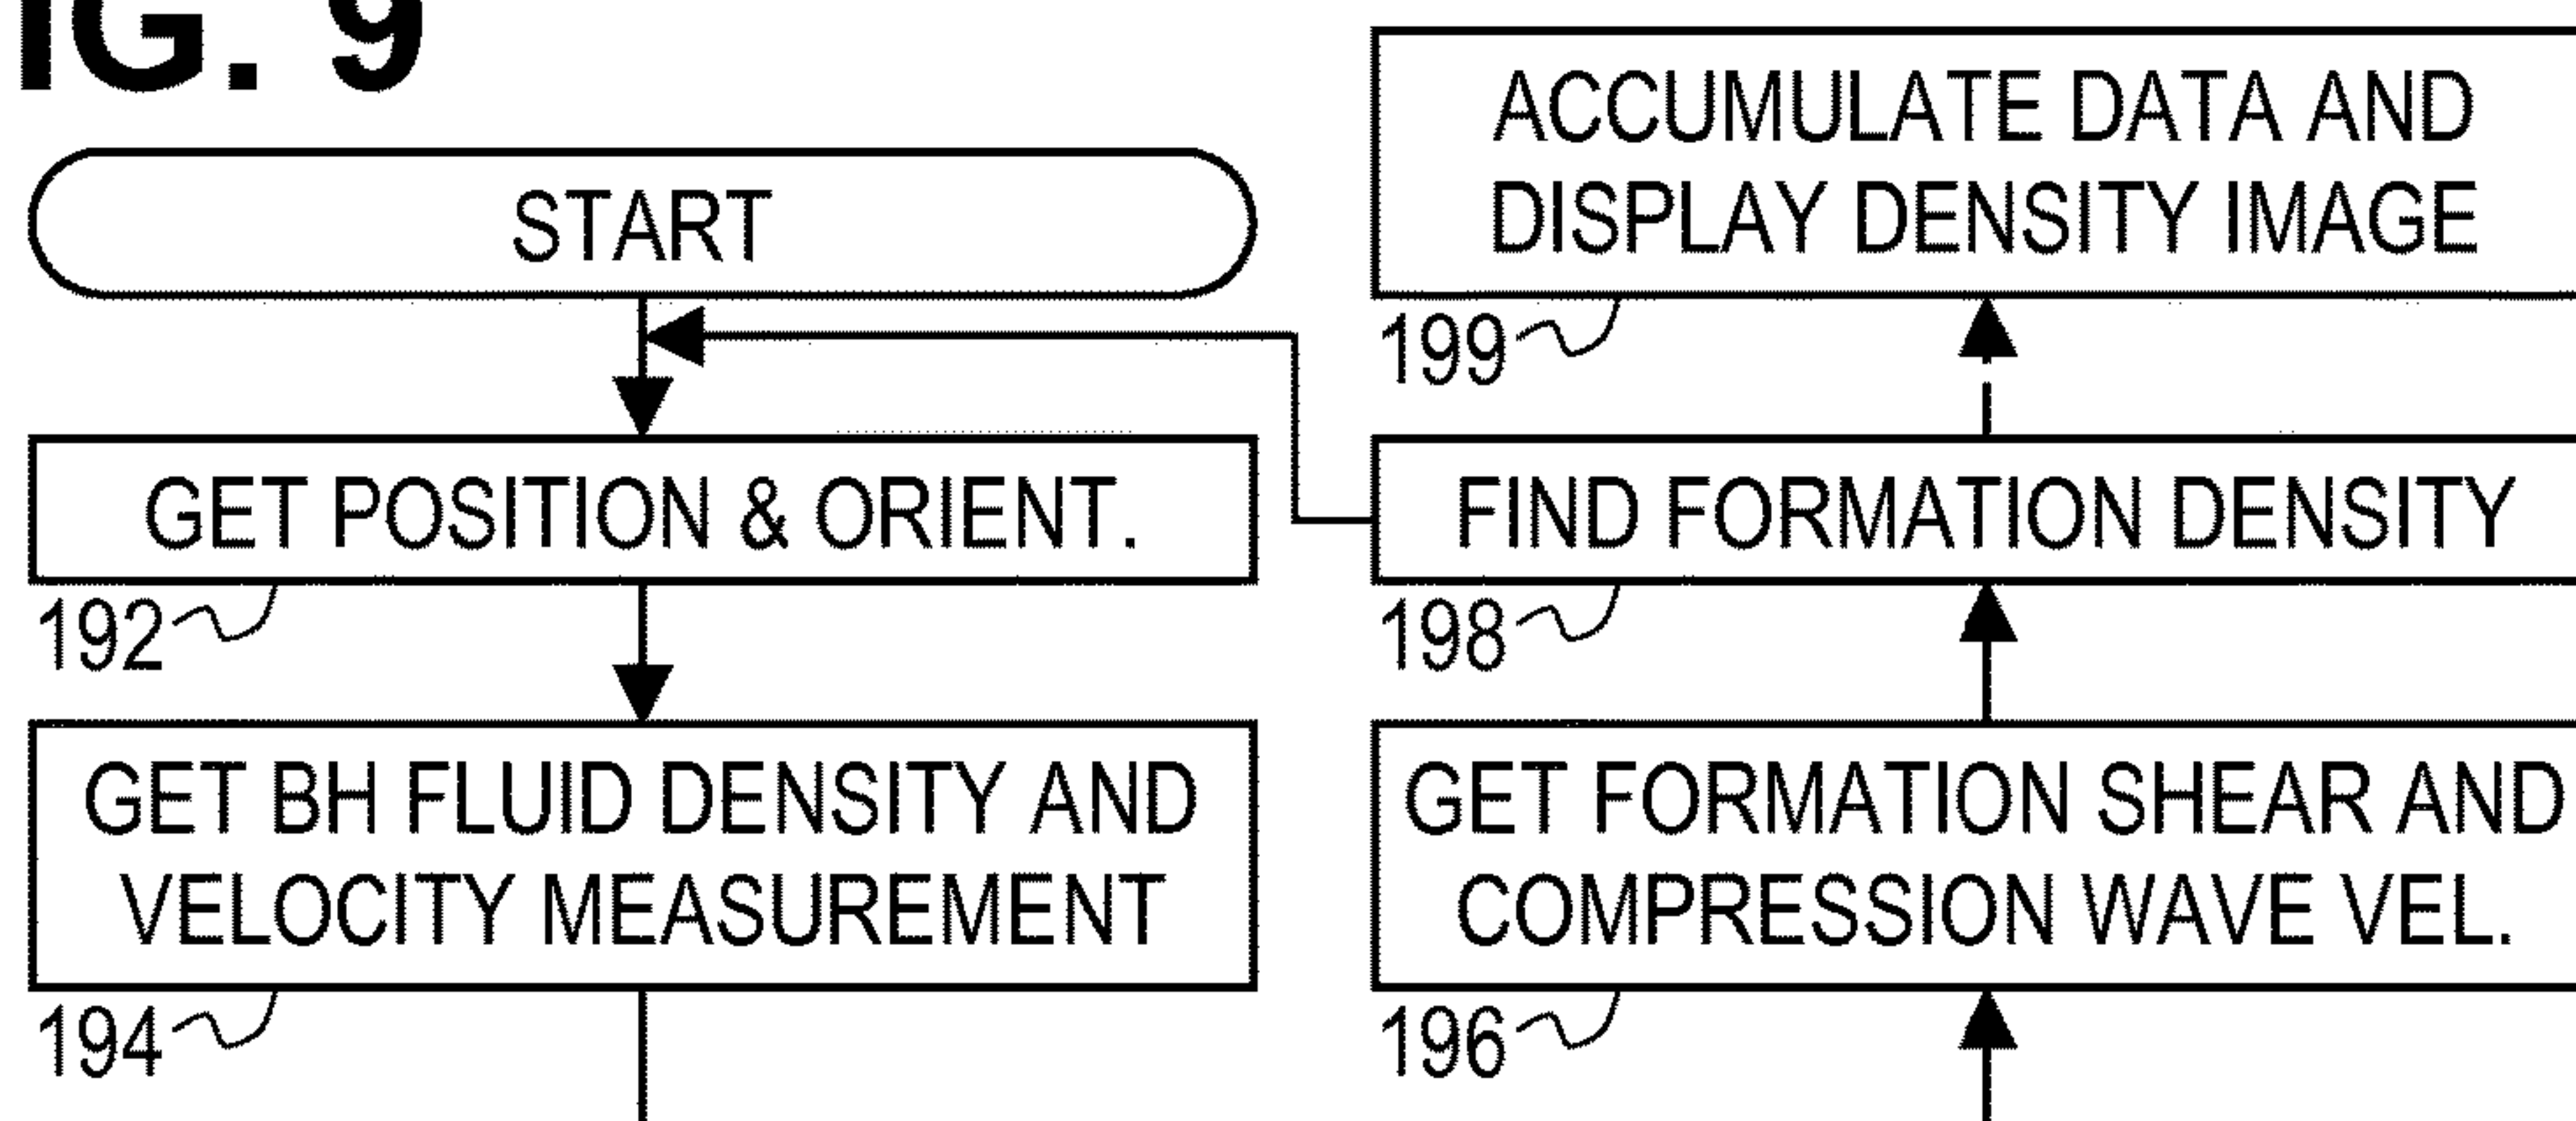 IG. 9
START
GET POSITION & ORIENT.
192
GET BH FLUID DENSITY AND
VELOCITY MEASUREMENT
194
ACCUMULATE DATA AND
DISPLAY DENSITY IMAGE
199
FIND FORMATION DENSITY
198
GET FORMATION SHEAR AND
COMPRESSION WAVE VEL.
196